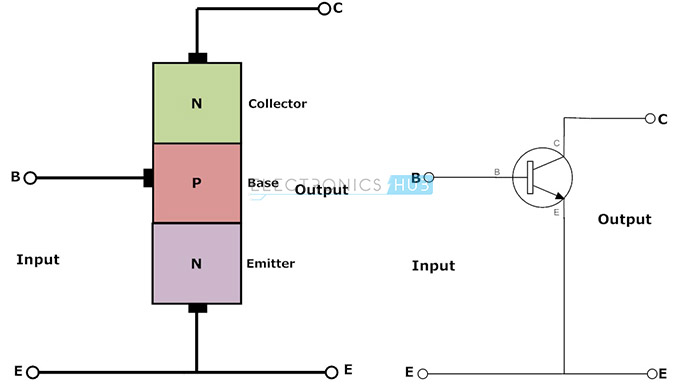 C
N Collector
B P Base
ELECTRONICS HUB
Output
Input
N Emitter
E E
C
C
B B
E
Output
Input
E E